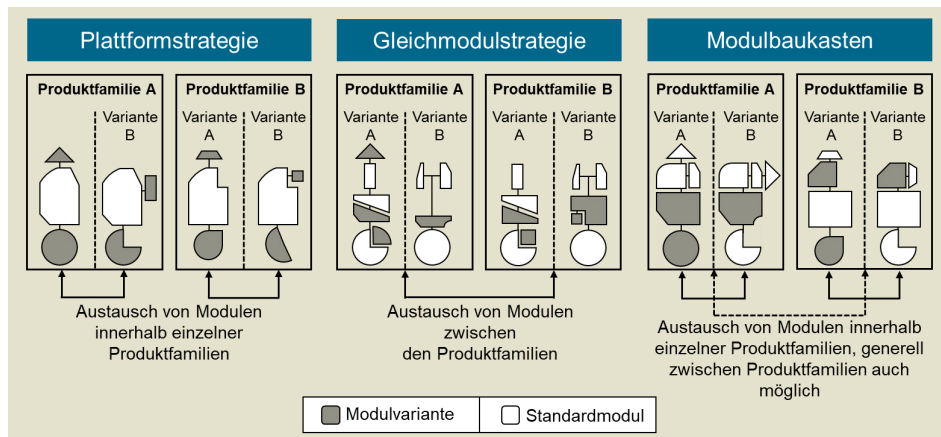 Plattformstrategie
Gleichmodulstrategie
Modulbaukasten
Produktfamilie A
Variante
B
Produktfamilie B
Variante
A
Variante
B
Produktfamilie A
Variante
A
Variante
B
Produktfamilie B
Variante
A
Variante
B
Produktfamilie A
Variante
A
Variante
B
Produktfamilie B
Variante
A
Variante
B
Austausch von Modulen
innerhalb einzelner
Produktfamilien
Austausch von Modulen
zwischen
den Produktfamilien
Austausch von Modulen innerhalb
einzelner Produktfamilien, generell
zwischen Produktfamilien auch
möglich
Modulvariante
Standardmodul